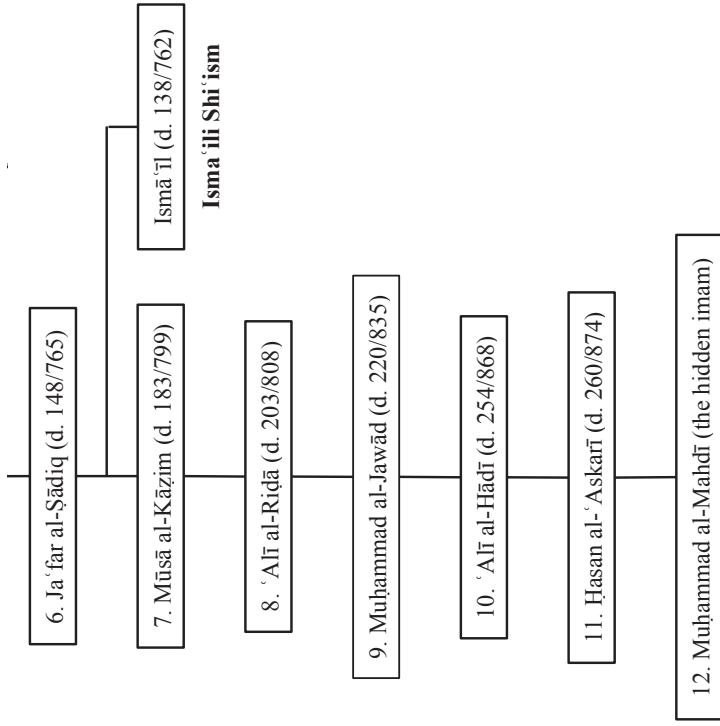 6. Jaʿfar al-Ṣādiq (d. 148/765)
7. Mūsā al-Kāẓim (d. 183/799)
Ismāʿīl (d. 138/762)
Ismaʿili Shiʿism
8. ʿAlī al-Riḍā (d. 203/808)
9. Muḥammad al-Jawād (d. 220/835)
10. ʿAlī al-Hādī (d. 254/868)
11. Ḥasan al-ʿAskarī (d. 260/874)
12. Muḥammad al-Mahdī (the hidden imam)